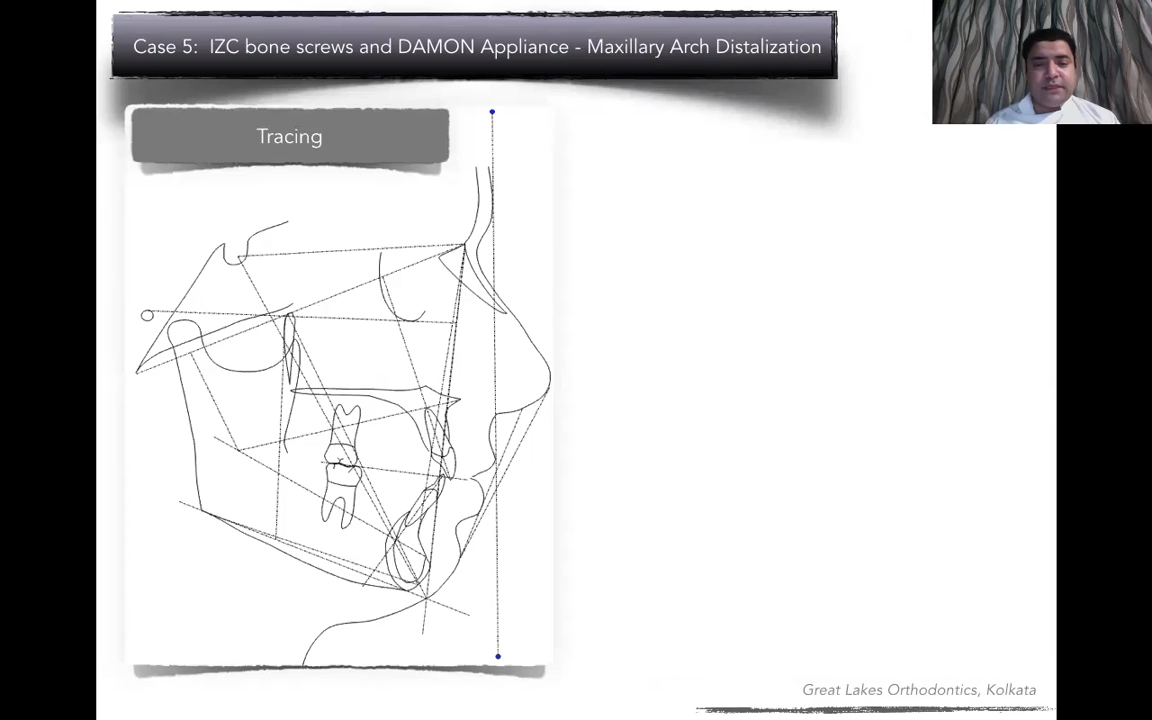 Case 5: IZC bone screws and DAMON Appliance - Maxillary Arch Distalization
Tracing
Great Lakes Orthodontics, Kolkata